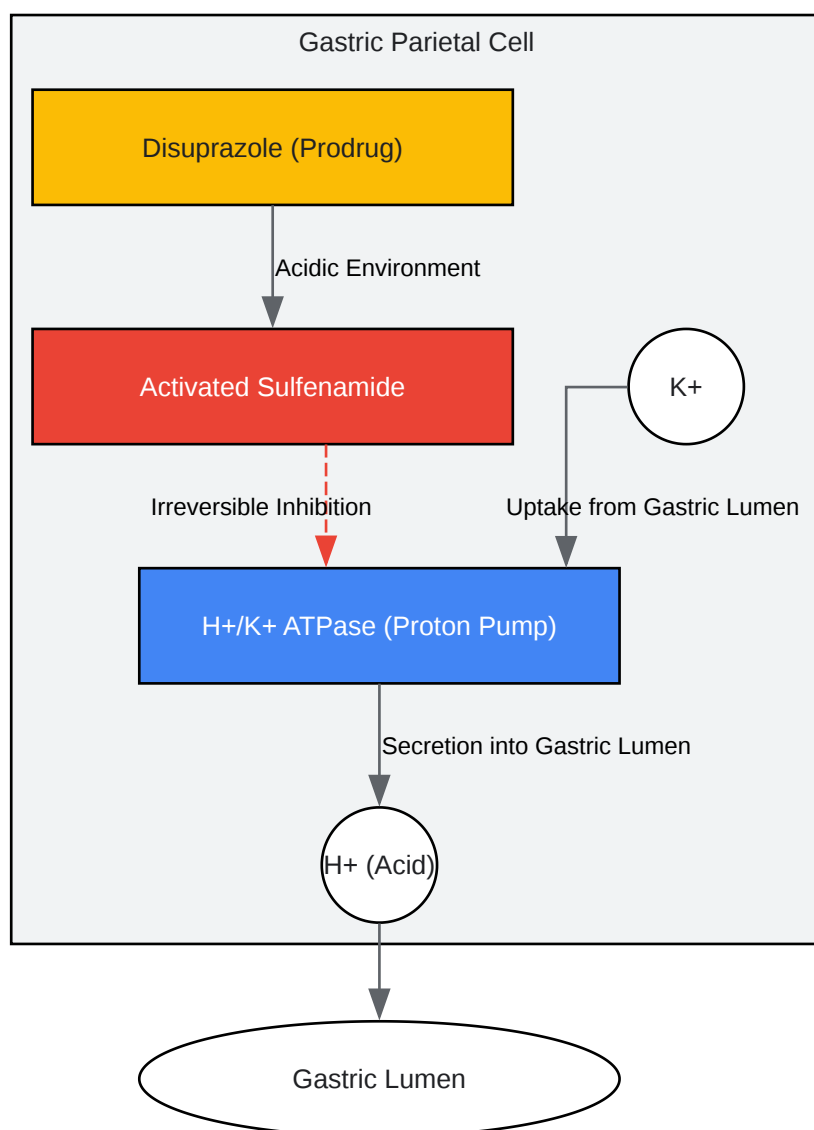 Gastric Parietal Cell
Disuprazole (Prodrug)
Acidic Environment
Activated Sulfenamide
K+
Irreversible Inhibition
Uptake from Gastric Lumen
H+/K+ ATPase (Proton Pump)
Secretion into Gastric Lumen
H+ (Acid)
Gastric Lumen